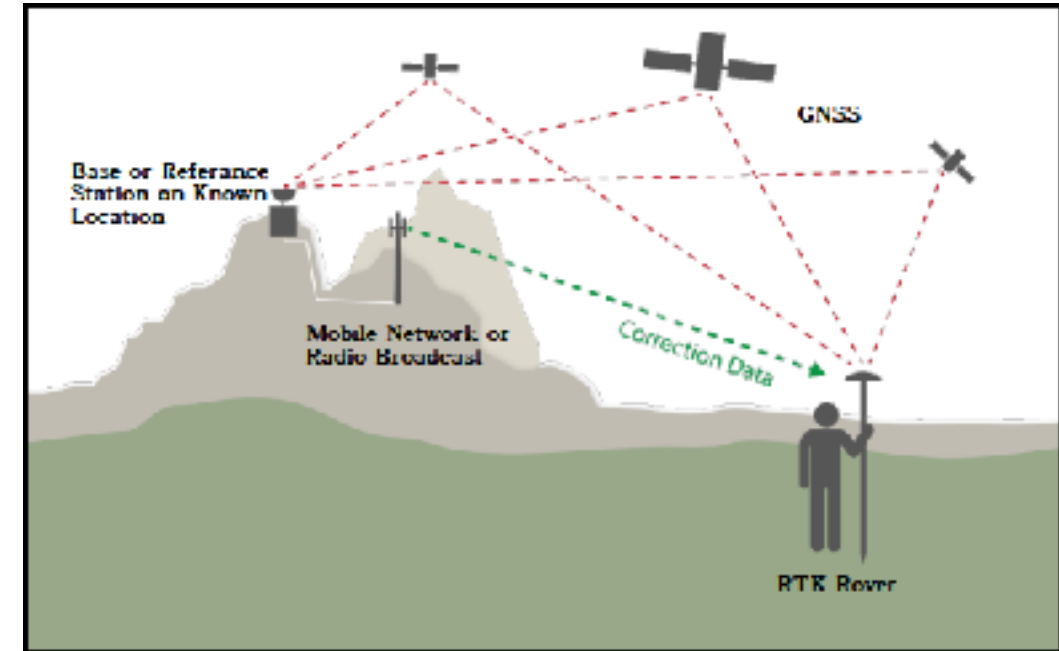 GNSS
Base or Referance
Station on Known
Location
Mobile Network or
Radio Broadcast
Correction Data
RTK Rover